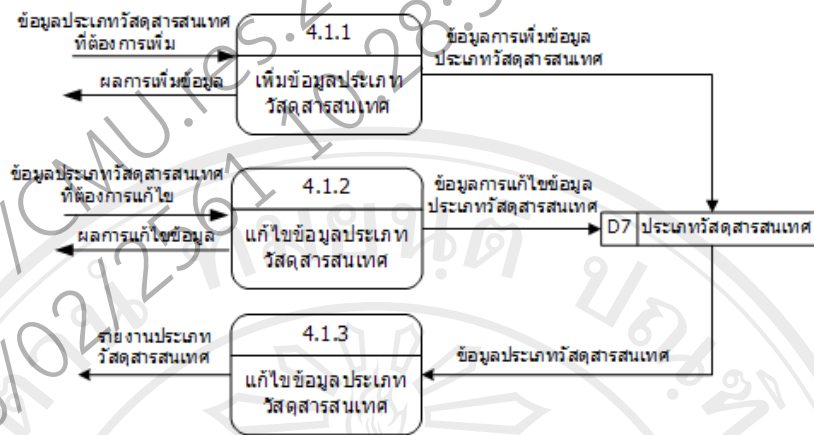 ข้อมูลประเภทวัสดุสารสนเทศ
ที่ต้องการเพิ่ม
ผลการเพิ่มข้อมูล
4.1.1
เพิ่มข้อมูลประเภท
วัสดุสารสนเทศ
ข้อมูลการเพิ่มข้อมูล
ประเภทวัสดุสารสนเทศ
ข้อมูลประเภทวัสดุสารสนเทศ
ที่ต้องการแก้ไข
ผลการแก้ไขข้อมูล
4.1.2
แก้ไขข้อมูลประเภท
วัสดุสารสนเทศ
ข้อมูลการแก้ไขข้อมูล
ประเภทวัสดุสารสนเทศ
D7 ประเภทวัสดุสารสนเทศ
รายงานประเภท
วัสดุสารสนเทศ
4.1.3
แก้ไขข้อมูลประเภท
วัสดุสารสนเทศ
ข้อมูลประเภทวัสดุสารสนเทศ
/CMU.res.2
/02/2561 10:28: